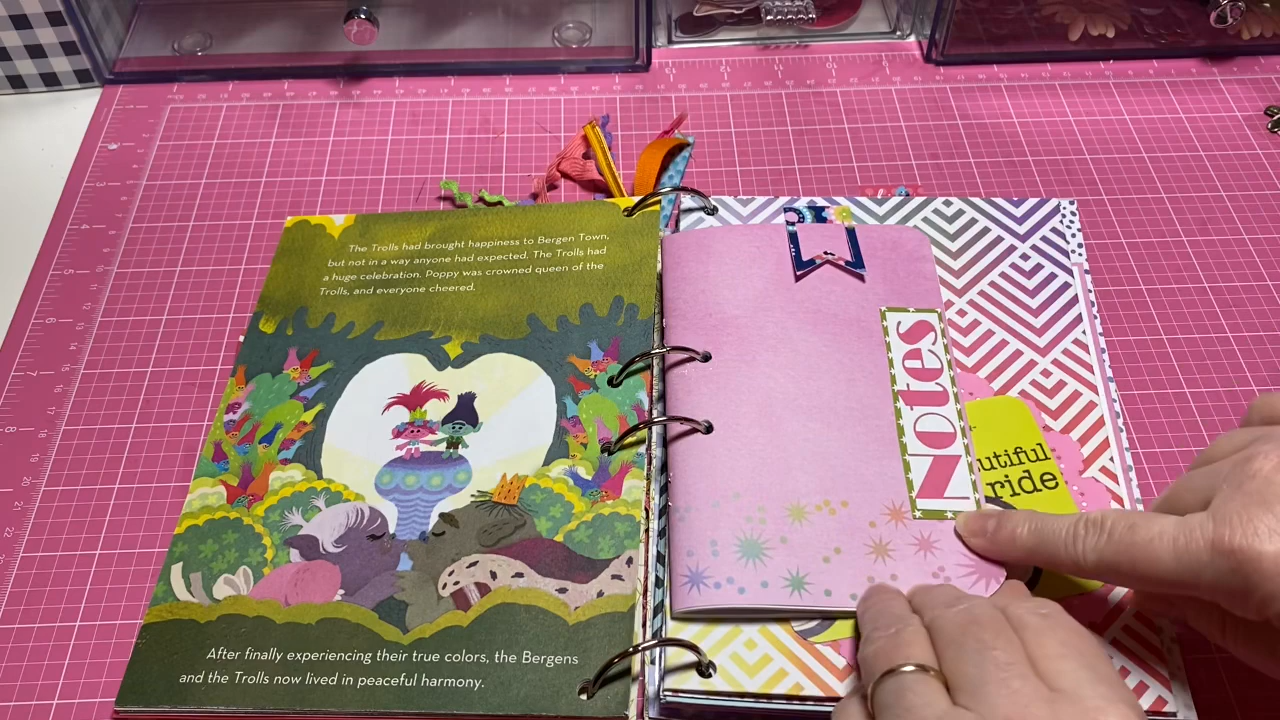 The Trolls had brought happiness to Bergen Town,
but not in a way anyone had expected. The Trolls had
a huge celebration. Poppy was crowned queen of the
Trolls, and everyone cheered.
After finally experiencing their true colors, the Bergens
and the Trolls now lived in peaceful harmony.
Notes
utiful
ride